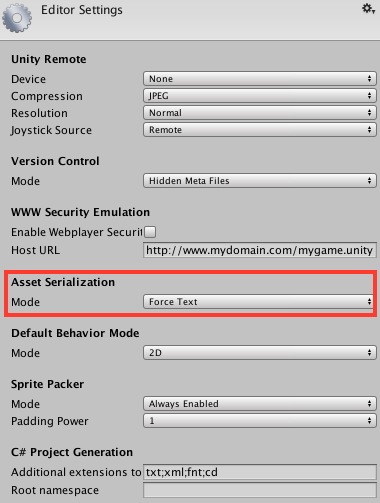 Editor Settings
Unity Remote
Device None
Compression JPEG
Resolution Normal
Joystick Source Remote
Version Control
Mode Hidden Meta Files
WWW Security Emulation
Enable Webplayer Securit
Host URL http://www.mydomain.com/mygame.unity
Asset Serialization
Mode Force Text
Default Behavior Mode
Mode 2D
Sprite Packer
Mode Always Enabled
Padding Power 1
C# Project Generation
Additional extensions to txt;xml;fnt;cd
Root namespace